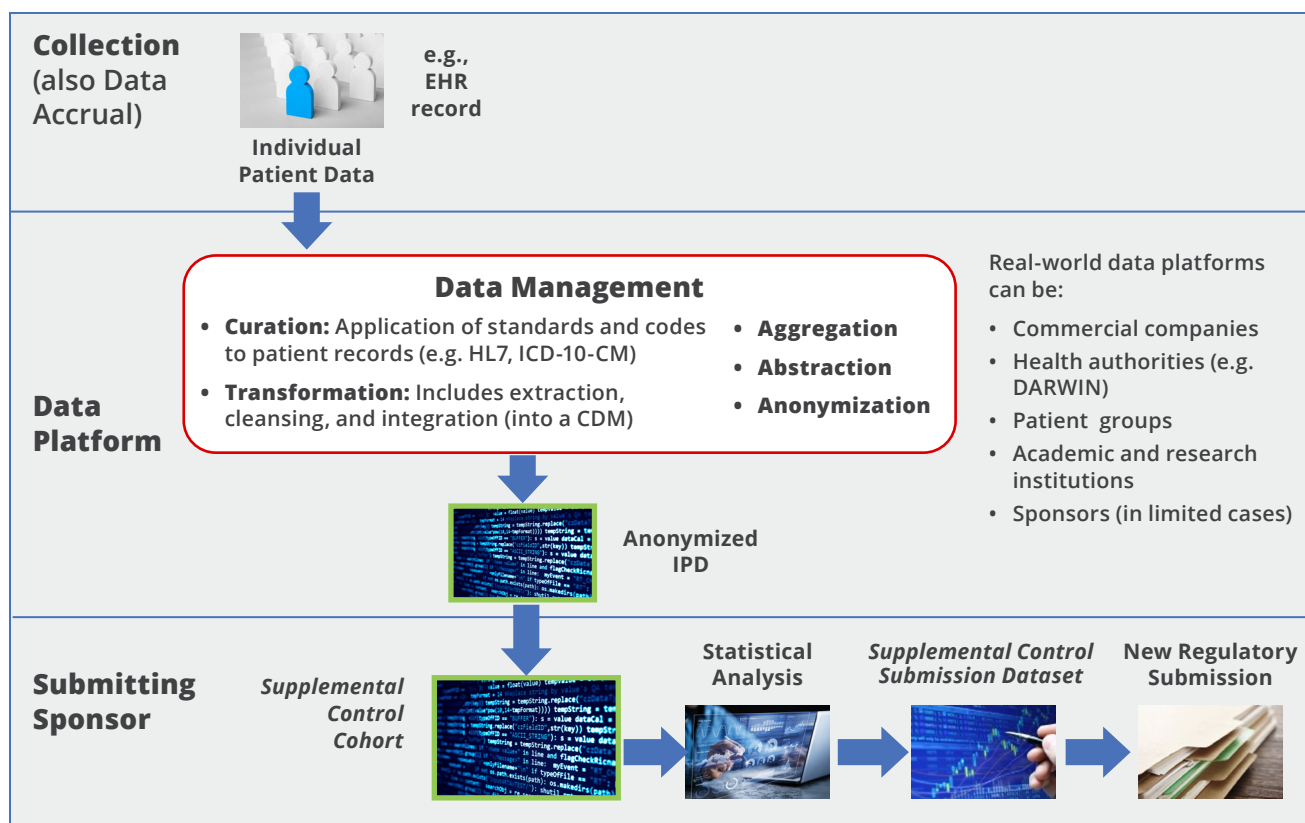 Collection
(also Data
Accrual)
e.g.,
EHR
record
Individual
Patient Data
Data
Platform
Data Management
• Curation: Application of standards and codes
to patient records (e.g. HL7, ICD-10-CM)
• Transformation: Includes extraction,
cleansing, and integration (into a CDM)
• Aggregation
• Abstraction
• Anonymization
Real-world data platforms
can be:
• Commercial companies
• Health authorities (e.g.
DARWIN)
• Patient groups
• Academic and research
institutions
• Sponsors (in limited cases)
Anonymized
IPD
Submitting
Sponsor
Supplemental
Control
Cohort
Statistical
Analysis
Supplemental Control
Submission Dataset
New Regulatory
Submission